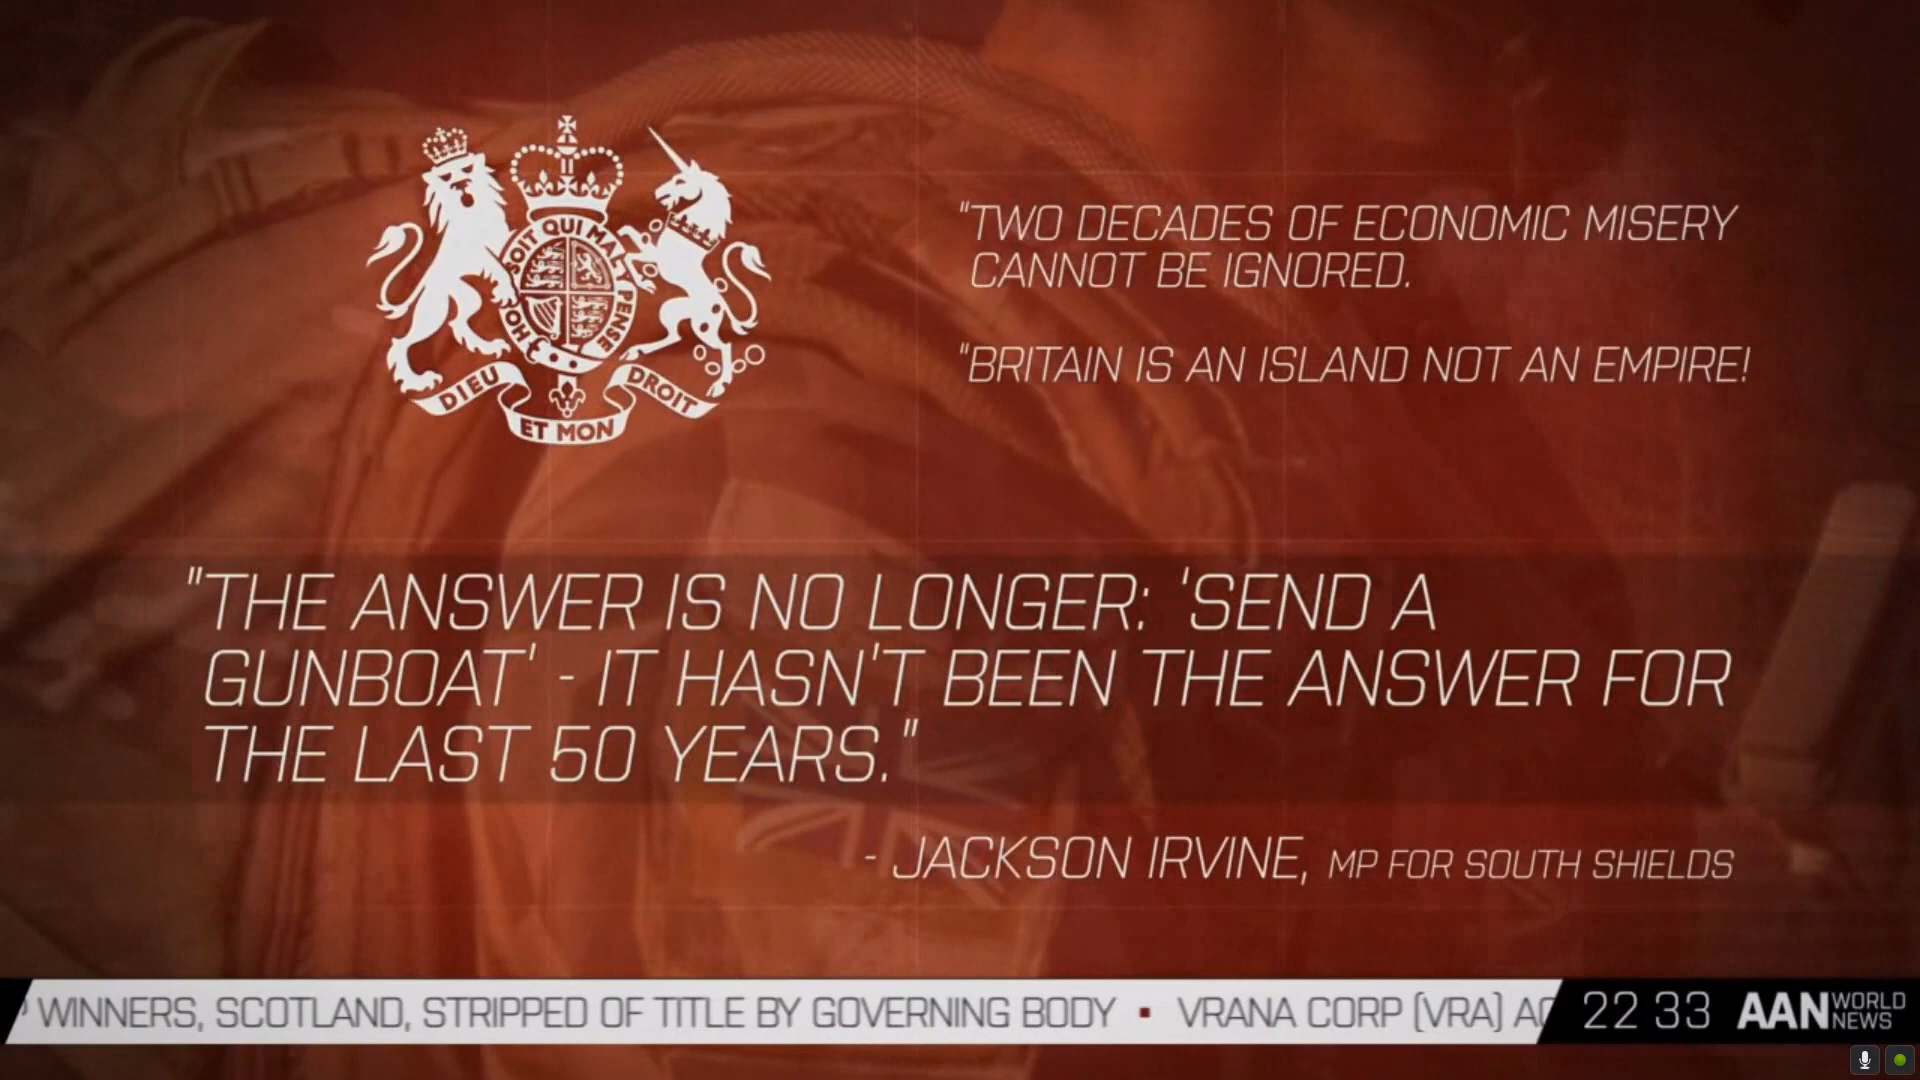 HONI SOIT QUI MAL PENSE
DIEU ET MON DROIT
"TWO DECADES OF ECONOMIC MISERY
CANNOT BE IGNORED.
"BRITAIN IS AN ISLAND NOT AN EMPIRE!
"THE ANSWER IS NO LONGER: 'SEND A
GUNBOAT' - IT HASN'T BEEN THE ANSWER FOR
THE LAST 50 YEARS."
- JACKSON IRVINE, MP FOR SOUTH SHIELDS
WINNERS, SCOTLAND, STRIPPED OF TITLE BY GOVERNING BODY ▪ VRANA CORP (VRA)
22 33
AAN WORLD NEWS